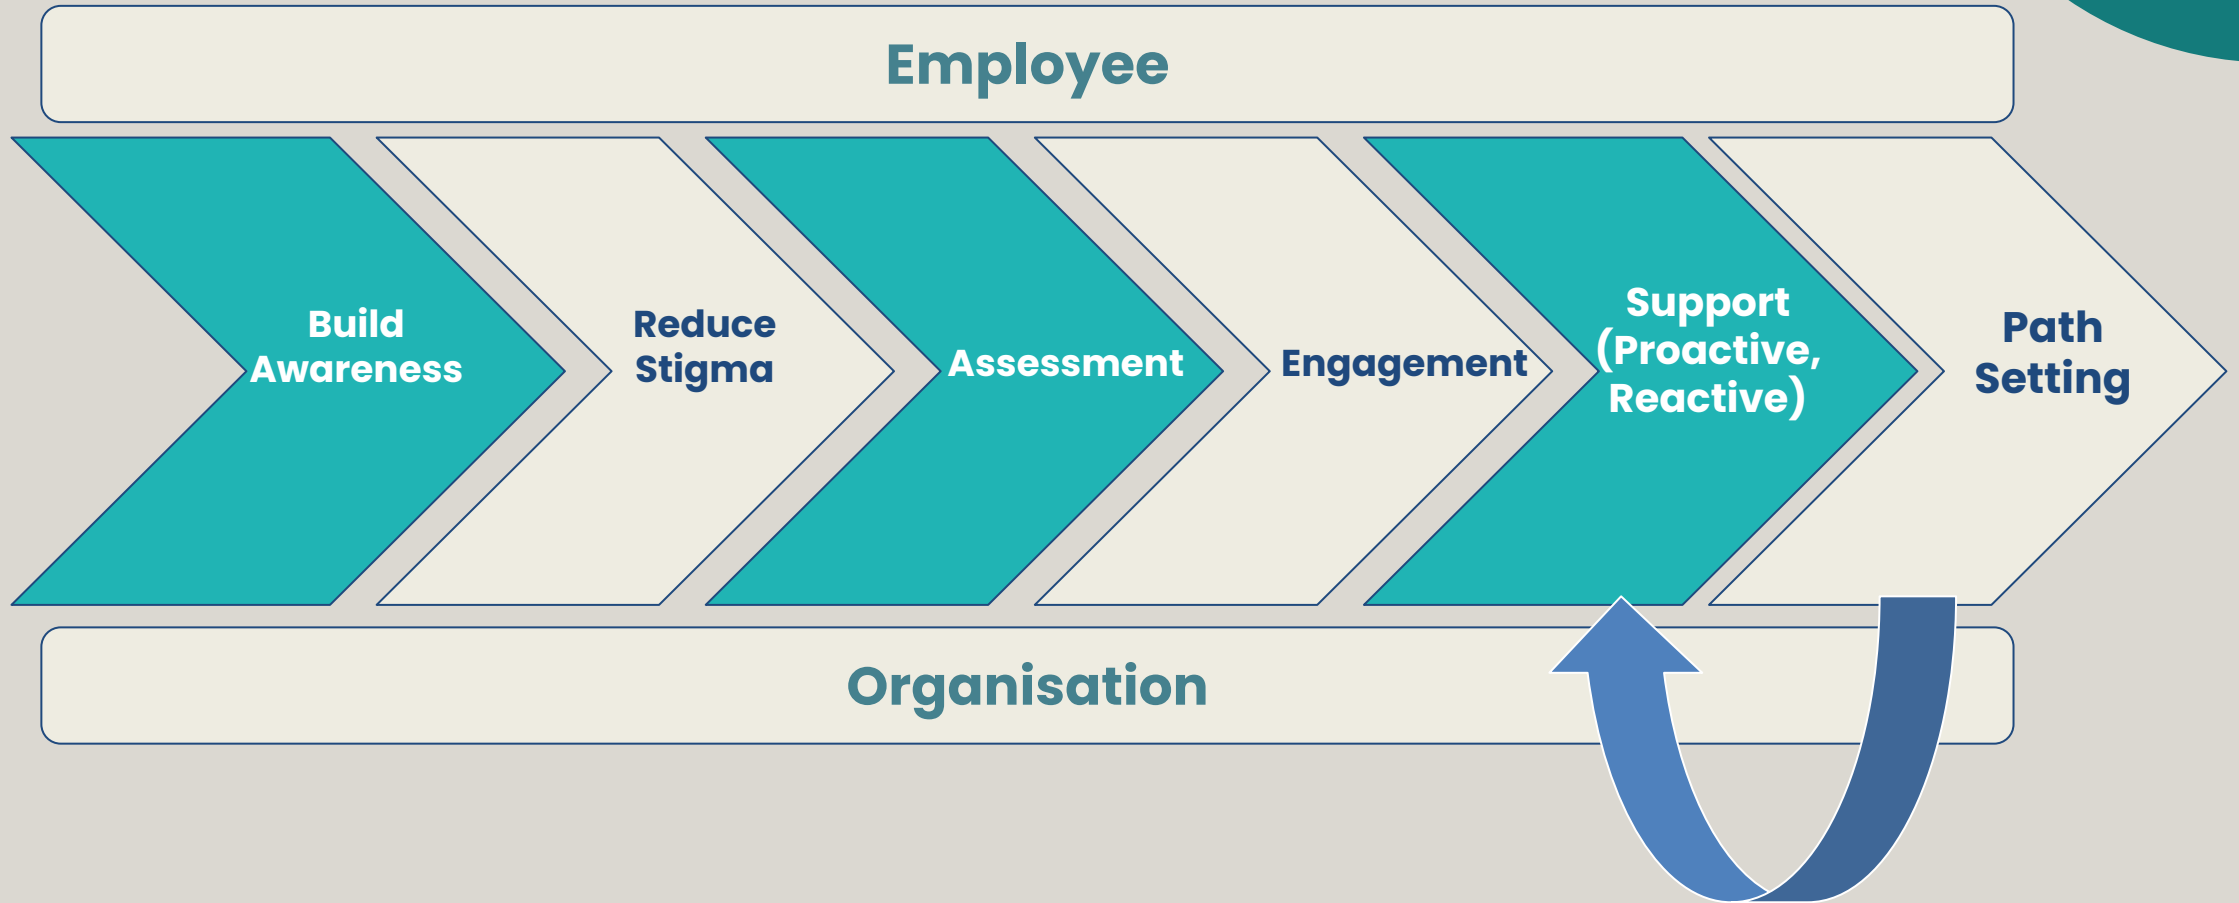 Employee
Build
Awareness
Reduce
Stigma
Assessment
Engagement
Support
(Proactive,
Reactive)
Path
Setting
Organisation